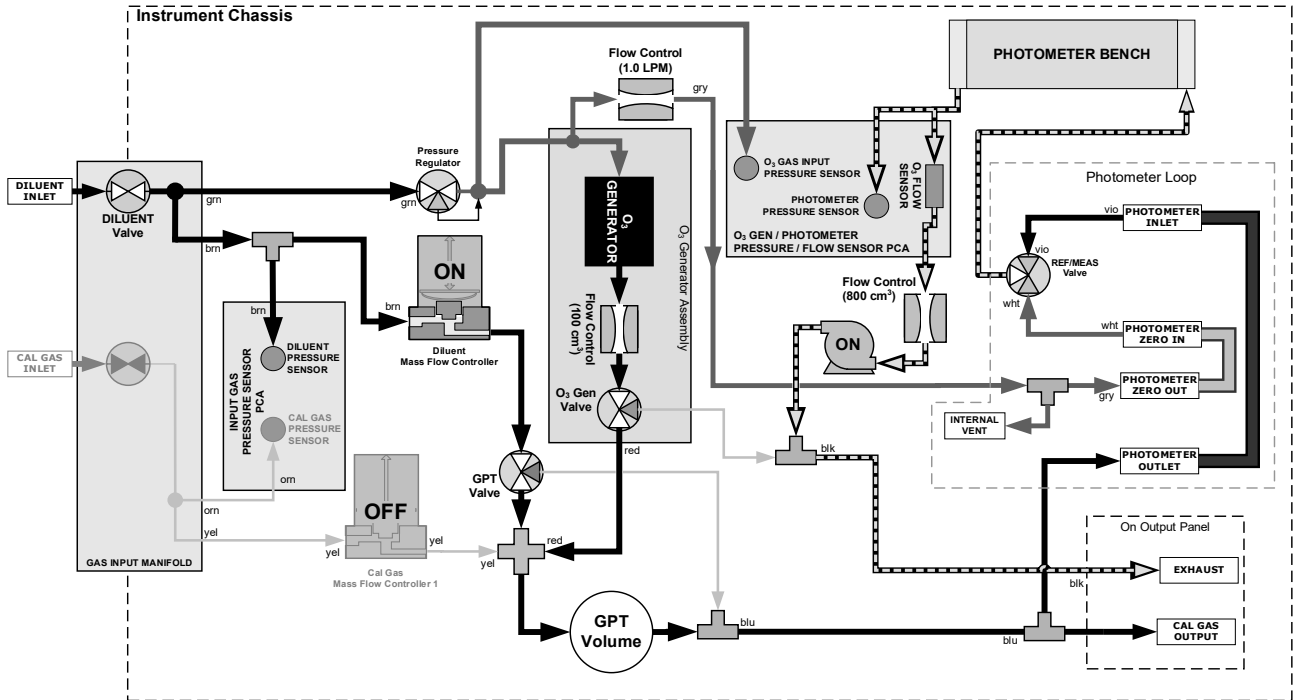 Instrument Chassis
Flow Control
(1.0 LPM)
gry
PHOTOMETER BENCH
Pressure
Regulator
DILUENT
INLET
DILUENT
Valve
grn
grn
brn
O3
GENERATOR
O3 Generator Assembly
O3 GAS INPUT
PRESSURE SENSOR
O3 FLOW
SENSOR
PHOTOMETER
PRESSURE SENSOR
O3 GEN / PHOTOMETER
PRESSURE / FLOW SENSOR PCA
Photometer Loop
vio
PHOTOMETER
INLET
vio
REF/MEAS
Valve
wht
wht
PHOTOMETER
ZERO IN
PHOTOMETER
ZERO OUT
gry
INTERNAL
VENT
PHOTOMETER
OUTLET
ON
brn
Diluent
Mass Flow Controller
Flow Control
(100 cm3)
Flow Control
(800 cm3)
ON
brn
DILUENT
PRESSURE
SENSOR
CAL GAS
INLET
INPUT GAS
PRESSURE SENSOR
PCA
CAL GAS
PRESSURE
SENSOR
orn
orn
yel
GAS INPUT MANIFOLD
O3 Gen
Valve
red
blk
GPT
Valve
OFF
yel
yel
Cal Gas
Mass Flow Controller 1
red
yel
GPT
Volume
blu
blu
On Output Panel
blk
EXHAUST
CAL GAS
OUTPUT